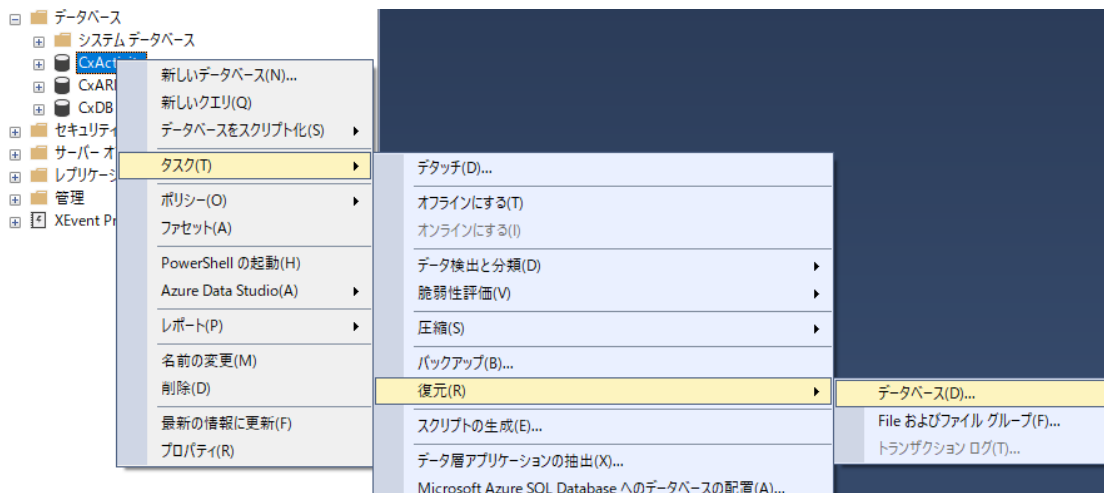 データベース
システム データベース
CxActi
CxAR
CxDB
セキュリティ
サーバー オ
レプリケーシ
管理
XEvent Pr
新しいデータベース(N)...
新しいクエリ(Q)
データベースをスクリプト化(S)
タスク(T)
ポリシー(O)
ファセット(A)
PowerShell の起動(H)
Azure Data Studio(A)
レポート(P)
名前の変更(M)
削除(D)
最新の情報に更新(F)
プロパティ(R)
デタッチ(D)...
オフラインにする(T)
オンラインにする(I)
データ検出と分類(D)
脆弱性評価(V)
圧縮(S)
バックアップ(B)...
復元(R)
スクリプトの生成(E)...
データ層アプリケーションの抽出(X)...
Microsoft Azure SQL Database へのデータベースの配置(A)...
データベース(D)...
File およびファイル グループ(F)...
トランザクション ログ(T)...